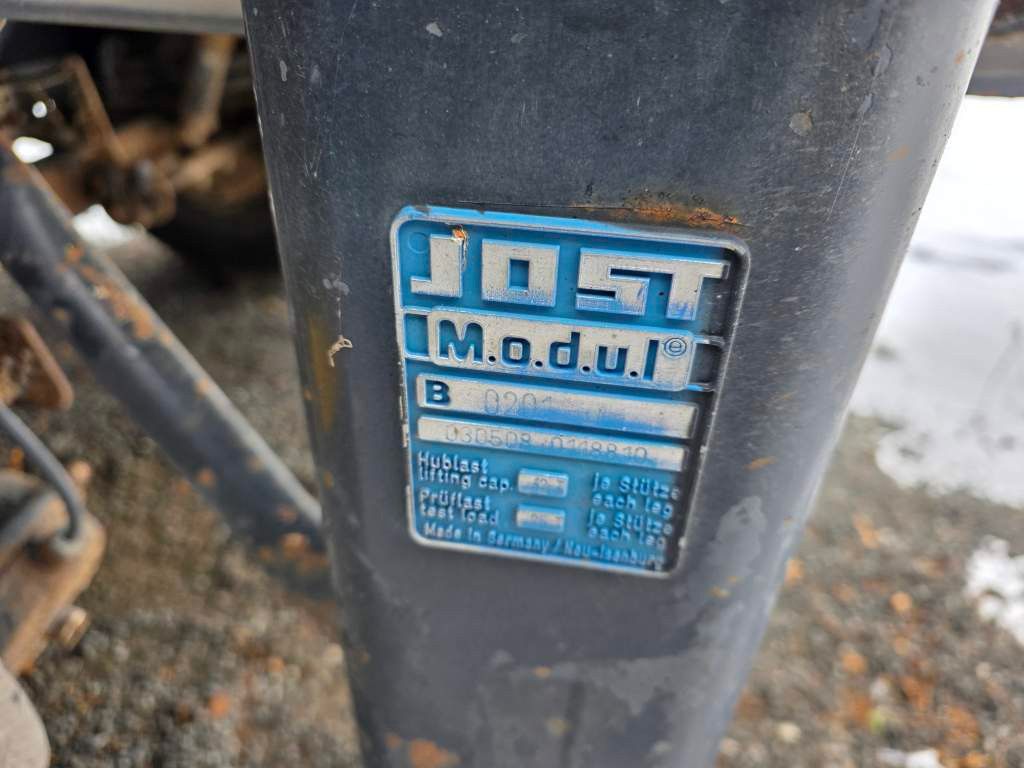 JOST
M.o.d.u.l e
B 0201
Hublast je Stütze
lifting cap. each leg
Prüflast je Stütze
test load each leg
Made in Germany / Neu-Isenburg